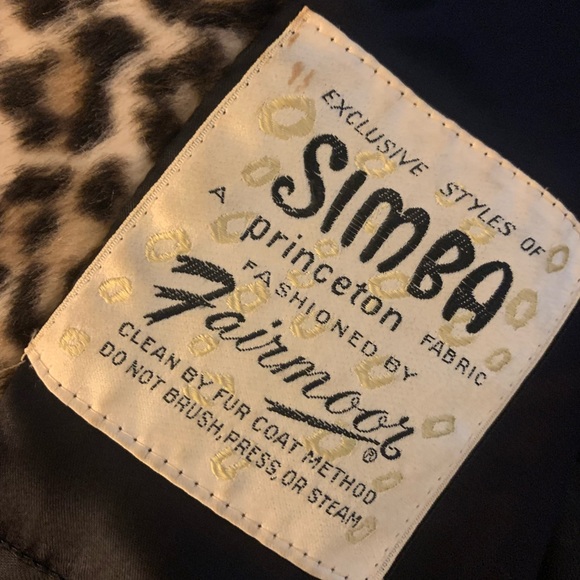 EXCLUSIVE STYLES OF
SIMBA
A princeton FABRIC
FASHIONED BY
Fairmoor®
CLEAN BY FUR COAT METHOD
DO NOT BRUSH, PRESS, OR STEAM